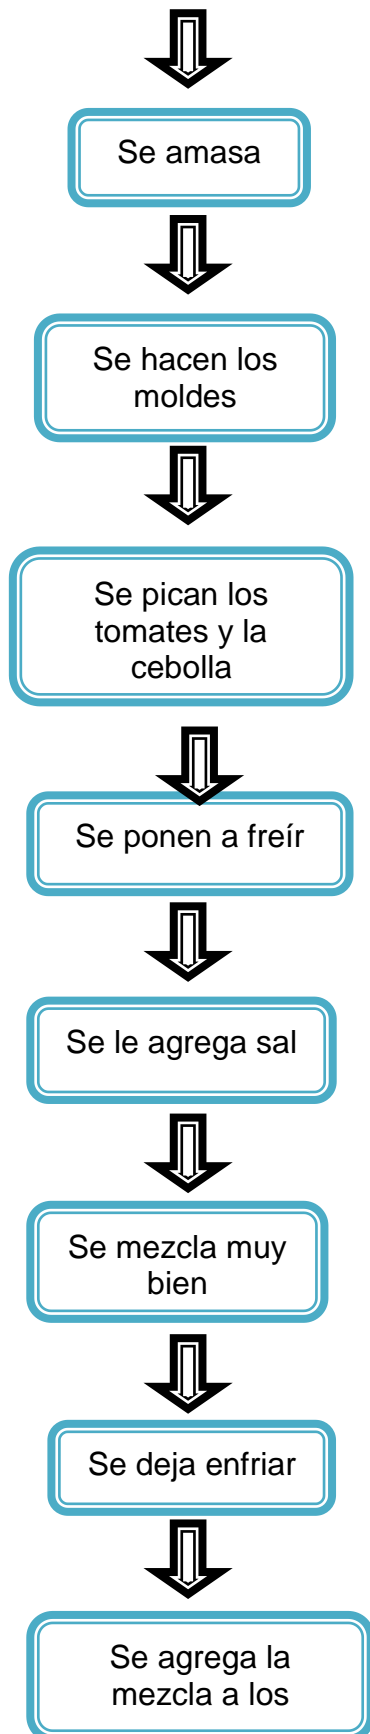 Se amasa
Se hacen los
moldes
Se pican los
tomates y la
cebolla
Se ponen a freír
Se le agrega sal
Se mezcla muy
bien
Se deja enfriar
Se agrega la
mezcla a los